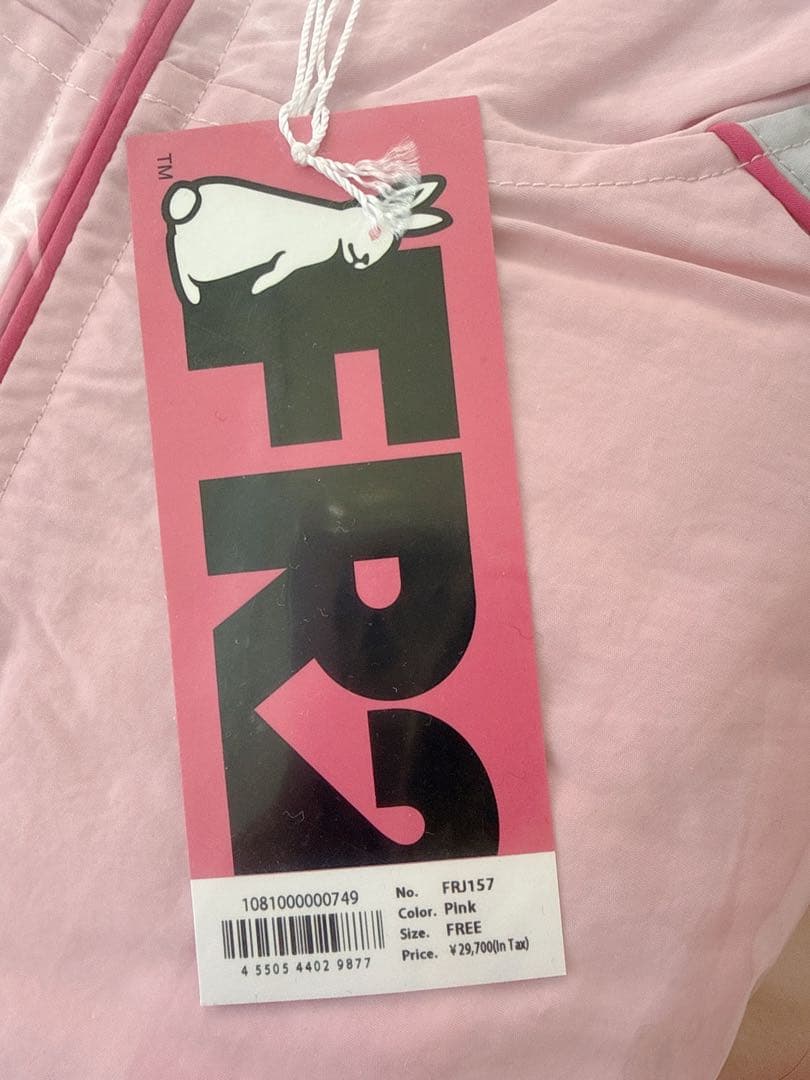 TM
FR2
1081000000749
4 5505 4402 9877
No. FRJ157
Color. Pink
Size. FREE
Price. ¥29,700(In Tax)